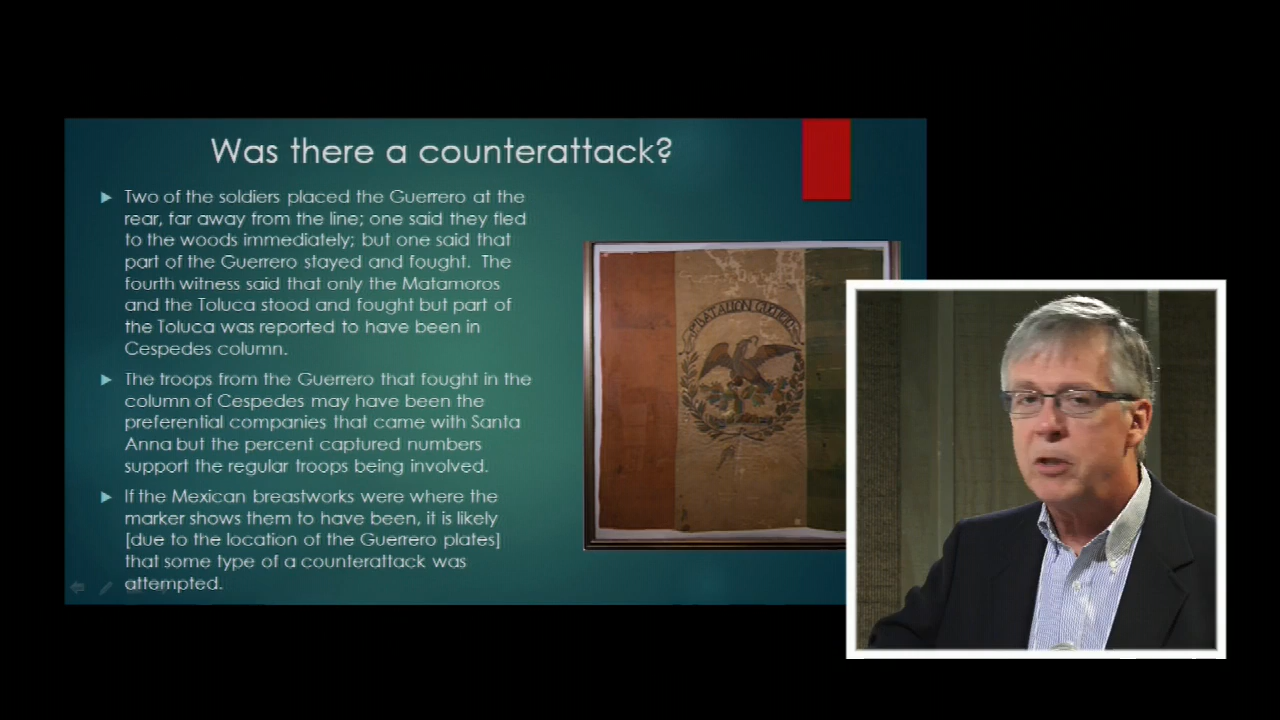 Was there a counterattack?
Two of the soldiers placed the Guerrero at the
rear, far away from the line; one said they fled
to the woods immediately; but one said that
part of the Guerrero stayed and fought. The
fourth witness said that only the Matamoros
and the Toluca stood and fought but part of
the Toluca was reported to have been in
Cespedes column.
The troops from the Guerrero that fought in the
column of Cespedes may have been the
preferential companies that came with Santa
Anna but the percent captured numbers
support the regular troops being involved.
If the Mexican breastworks were where the
marker shows them to have been, it is likely
[due to the location of the Guerrero plates]
that some type of a counterattack was
attempted.
BATALLON GUERRERO